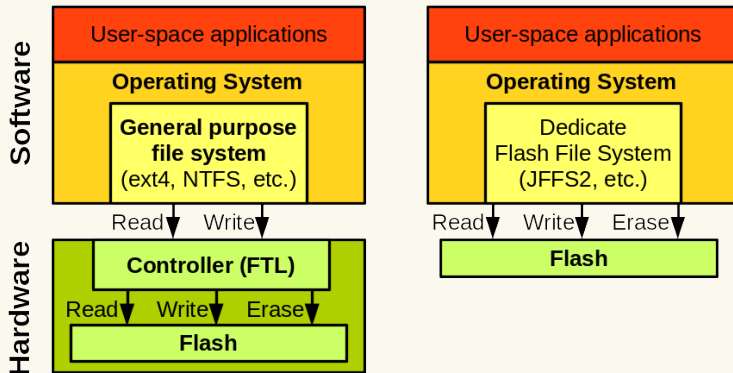 Software
Hardware
User-space applications
Operating System
General purpose
file system
(ext4, NTFS, etc.)
Read Write
Controller (FTL)
Read Write Erase
Flash
User-space applications
Operating System
Dedicate
Flash File System
(JFFS2, etc.)
Read Write Erase
Flash